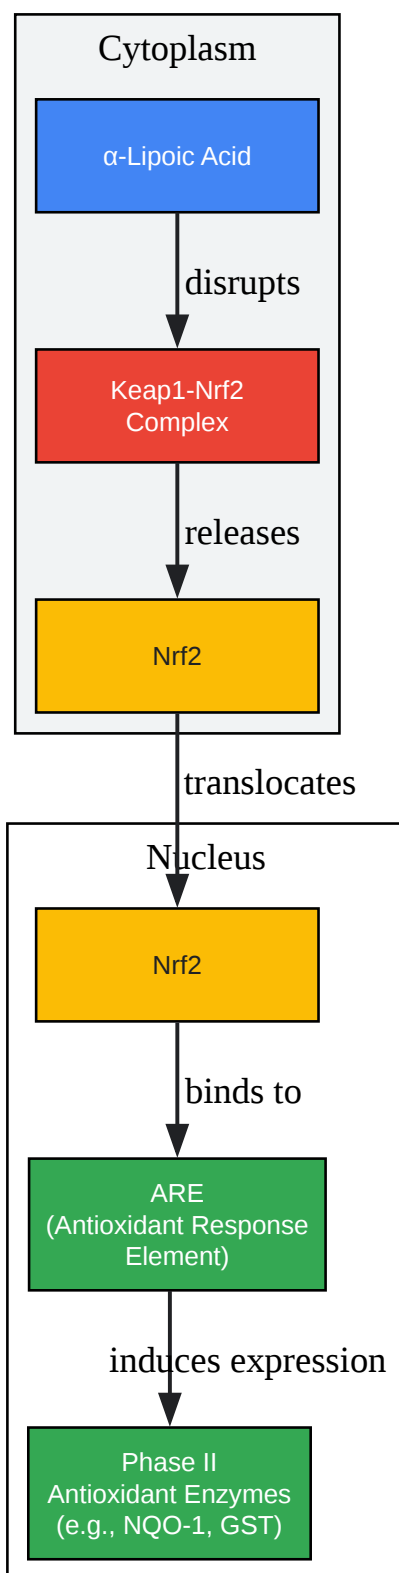 Cytoplasm
α-Lipoic Acid
disrupts
Keap1-Nrf2
Complex
releases
Nrf2
translocates
Nucleus
Nrf2
binds to
ARE
(Antioxidant Response
Element)
induces expression
Phase II
Antioxidant Enzymes
(e.g., NQO-1, GST)